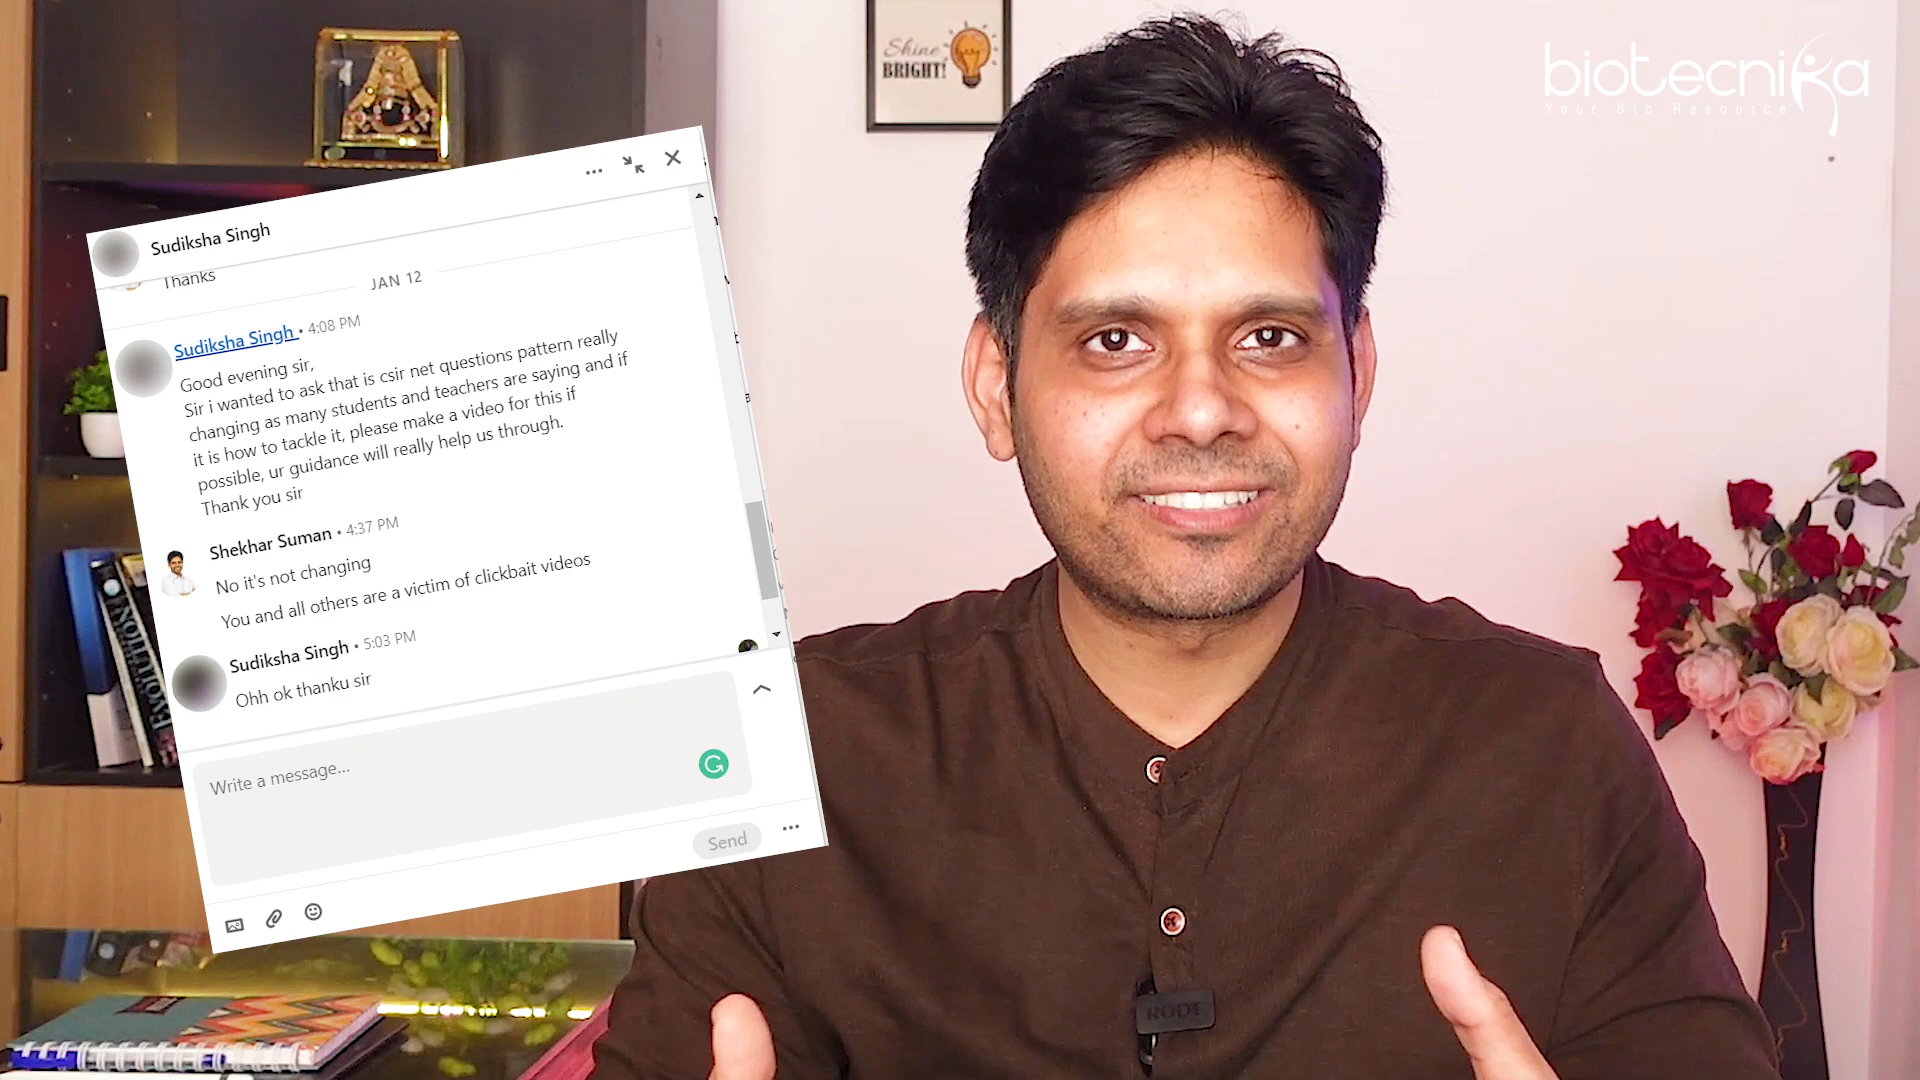 Shine
BRIGHT!
biotecnika
Your Bio Resource
Sudiksha Singh
Thanks
JAN 12
Sudiksha Singh • 4:08 PM
Good evening sir,
Sir i wanted to ask that is csir net questions pattern really
changing as many students and teachers are saying and if
it is how to tackle it, please make a video for this if
possible, ur guidance will really help us through.
Thank you sir
Shekhar Suman • 4:37 PM
No it's not changing
You and all others are a victim of clickbait videos
Sudiksha Singh • 5:03 PM
Ohh ok thanku sir
Write a message...
Send
EVOLUTION
RODE